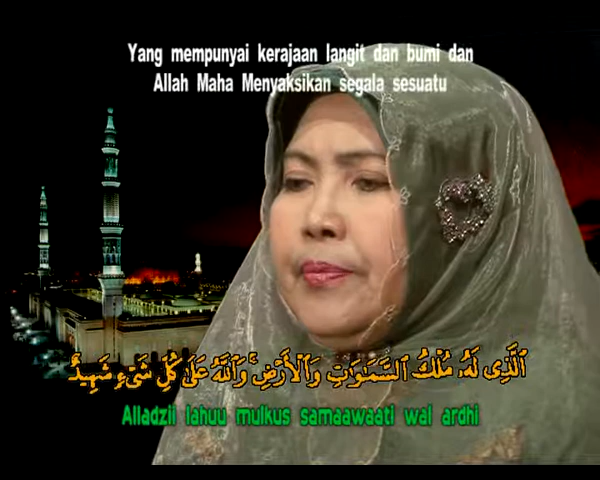 Yang mempunyai kerajaan langit dan bumi dan
Allah Maha Menyaksikan segala sesuatu
ٱلَّذِى لَهُۥ مُلْكُ ٱلسَّمَٰوَٰتِ وَٱلْأَرْضِ ۚ وَٱللَّهُ عَلَىٰ كُلِّ شَىْءٍ شَهِيدٌ
Alladzii lahuu mulkus samaawaati wal ardhi